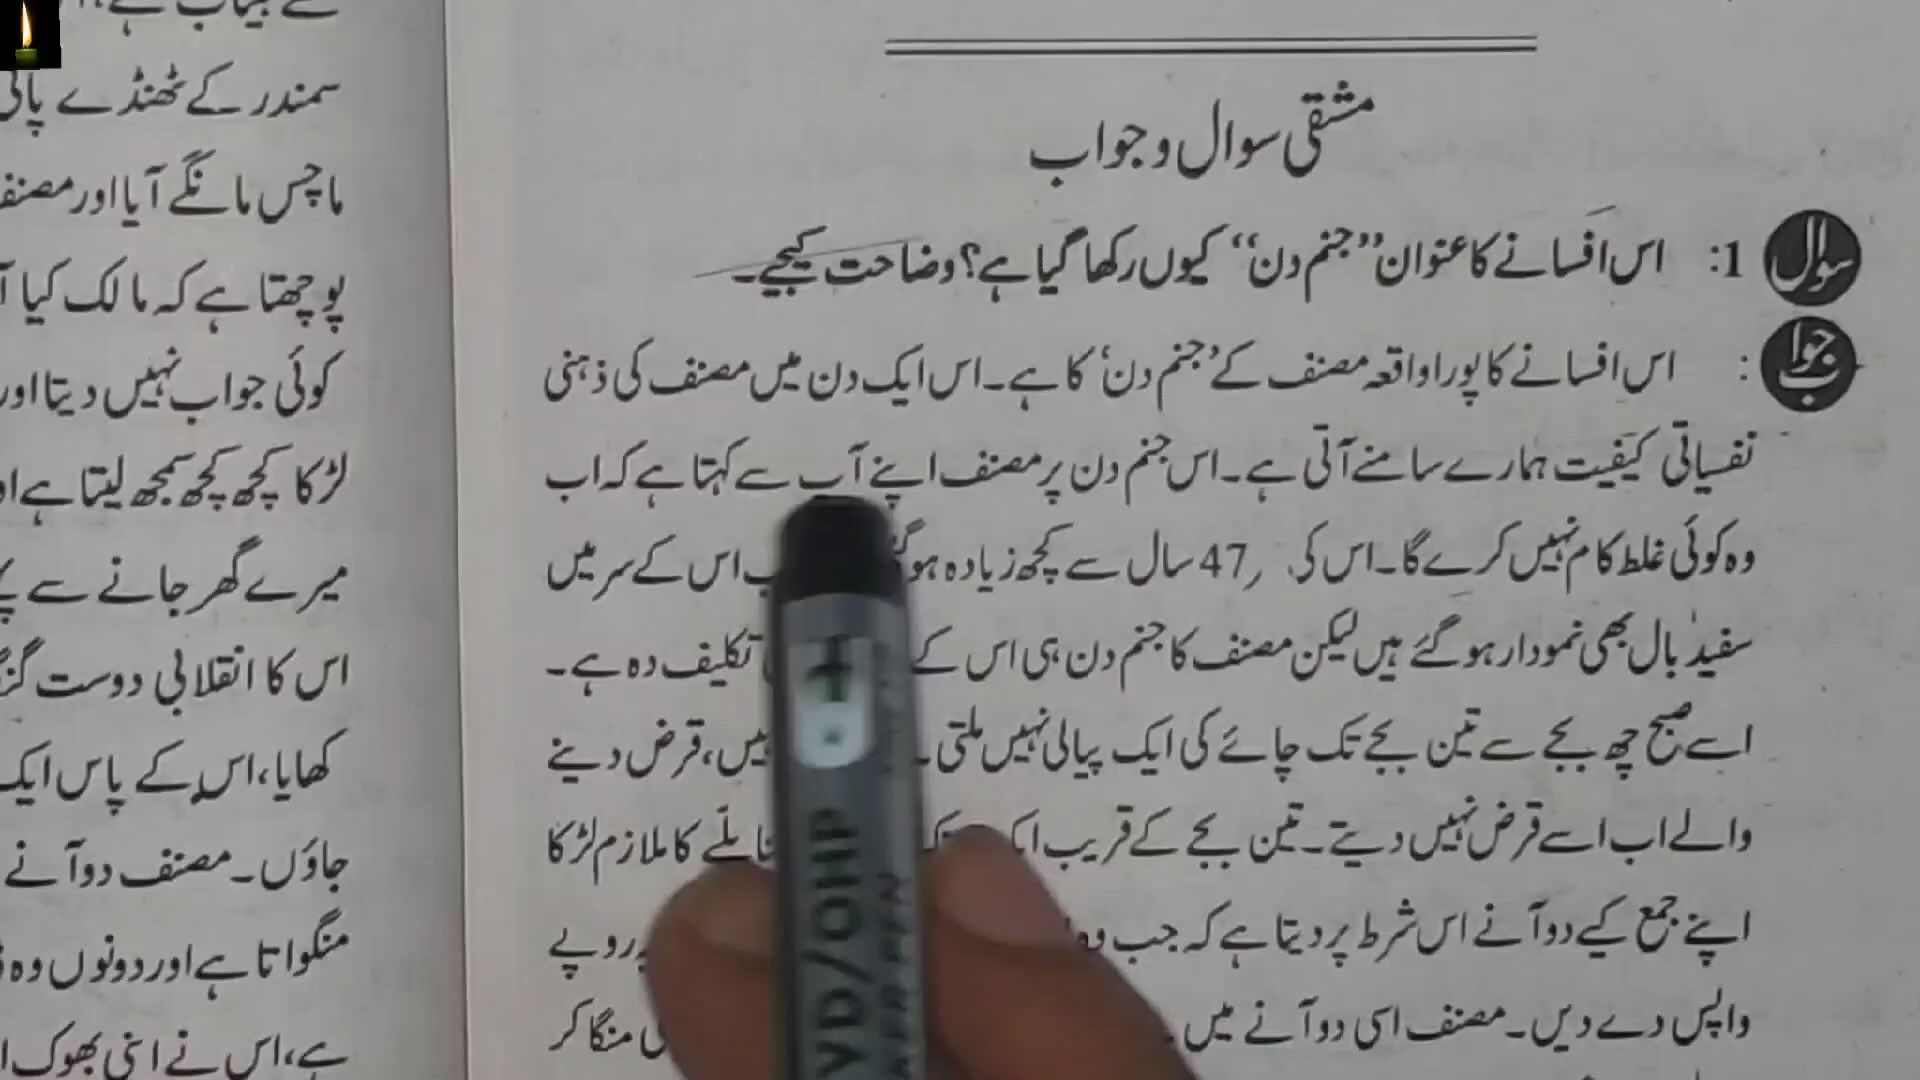 مشقی سوال و جواب
سوال 1: اس افسانے کا عنوان ”جنم دن“ کیوں رکھا گیا ہے؟ وضاحت کیجیے۔
جواب : اس افسانے کا پورا واقعہ مصنف کے ’جنم دن‘ کا ہے۔ اس ایک دن میں مصنف کی ذہنی
نفسیاتی کیفیت ہمارے سامنے آتی ہے۔ اس جنم دن پر مصنف اپنے آپ سے کہتا ہے کہ اب
وہ کوئی غلط کام نہیں کرے گا۔ اس کی 47 سال سے کچھ زیادہ ہو اس کے سر میں
سفید بال بھی نمودار ہو گئے ہیں لیکن مصنف کا جنم دن ہی اس کے تکلیف دہ ہے۔
اسے صبح چھ بجے سے تین بجے تک چائے کی ایک پیالی نہیں ملتی۔ قرض دینے
والے اب اسے قرض نہیں دیتے۔ تین بجے کے قریب کا ملازم لڑکا
اپنے جمع کیے دو آنے اس شرط پر دیتا ہے کہ جب روپے
واپس دے دیں۔ مصنف اسی دو آنے میں منگا کر
سمندر کے ٹھنڈے
ماچس مانگے آیا اور
پوچھتا ہے کہ مالک کیا
کوئی جواب نہیں دیتا اور
لڑکا کچھ کچھ سمجھ لیتا ہے
میرے گھر جانے سے
اس کا انقلابی دوست
کھایا، اس کے پاس ایک
جاؤں۔ مصنف دو آنے
منگواتا ہے اور دونوں وہ
ہے، اس نے اپنی بھوک